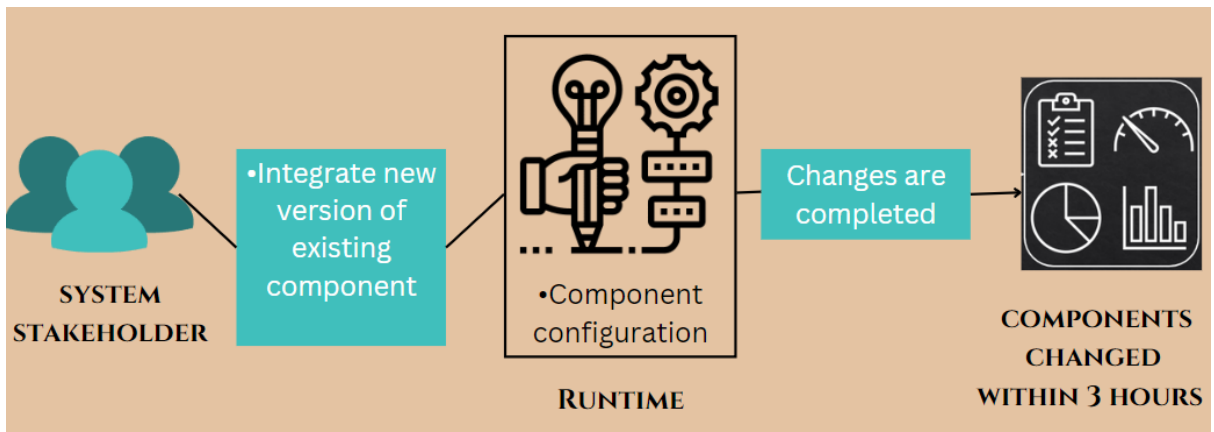 SYSTEM
STAKEHOLDER
•Integrate new
version of
existing
component
•Component
configuration
RUNTIME
Changes are
completed
COMPONENTS
CHANGED
WITHIN 3 HOURS